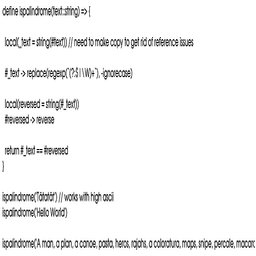 define ispalindrome(text::string) => {
local(_text = string(#text)) // need to make copy to get rid of reference issues
#_text -> replace(regexp(`(?:$|\W)+`), -ignorecase)
local(reversed = string(#_text))
#reversed -> reverse
return #_text == #reversed
}
ispalindrome('Tätatät') // works with high ascii
ispalindrome('Hello World')
ispalindrome('A man, a plan, a canoe, pasta, heros, rajahs, a coloratura, maps, snipe, percale, macaro